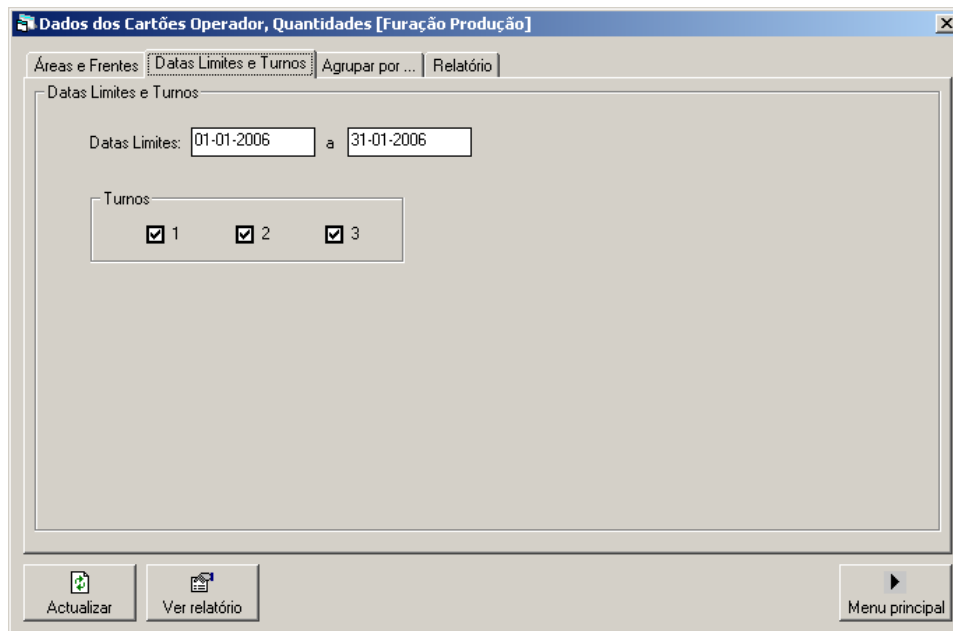 Dados dos Cartões Operador, Quantidades [Furação Produção]
Áreas e Frentes Datas Limites e Turnos Agrupar por ... Relatório
Datas Limites e Turnos
Datas Limites: 01-01-2006 a 31-01-2006
Turnos
1 2 3
Actualizar Ver relatório Menu principal